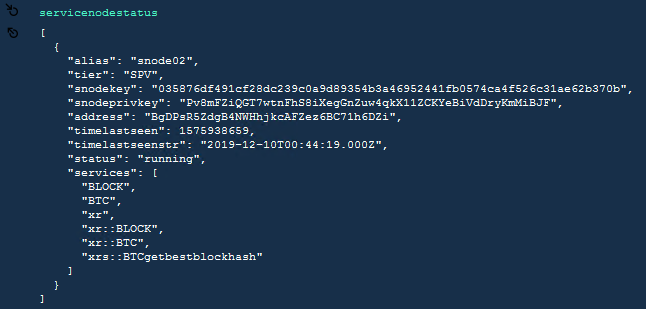 servicenodestatus
[
{
"alias": "snode02",
"tier": "SPV",
"snodekey": "035876df491cf28dc239c0a9d89354b3a46952441fb0574ca4f526c31ae62b370b",
"snodeprivkey": "Pv8mFZiQGT7wtnFhS8iXegGnZuw4qkX11ZCKYeBiVdDryKmMiBJF",
"address": "BgDPsR5ZdgB4NWHhjkcAFZez6BC71h6DZi",
"timelastseen": 1575938659,
"timelastseenstr": "2019-12-10T00:44:19.000Z",
"status": "running",
"services": [
"BLOCK",
"BTC",
"xr",
"xr::BLOCK",
"xr::BTC",
"xrs::BTCgetbestblockhash"
]
}
]